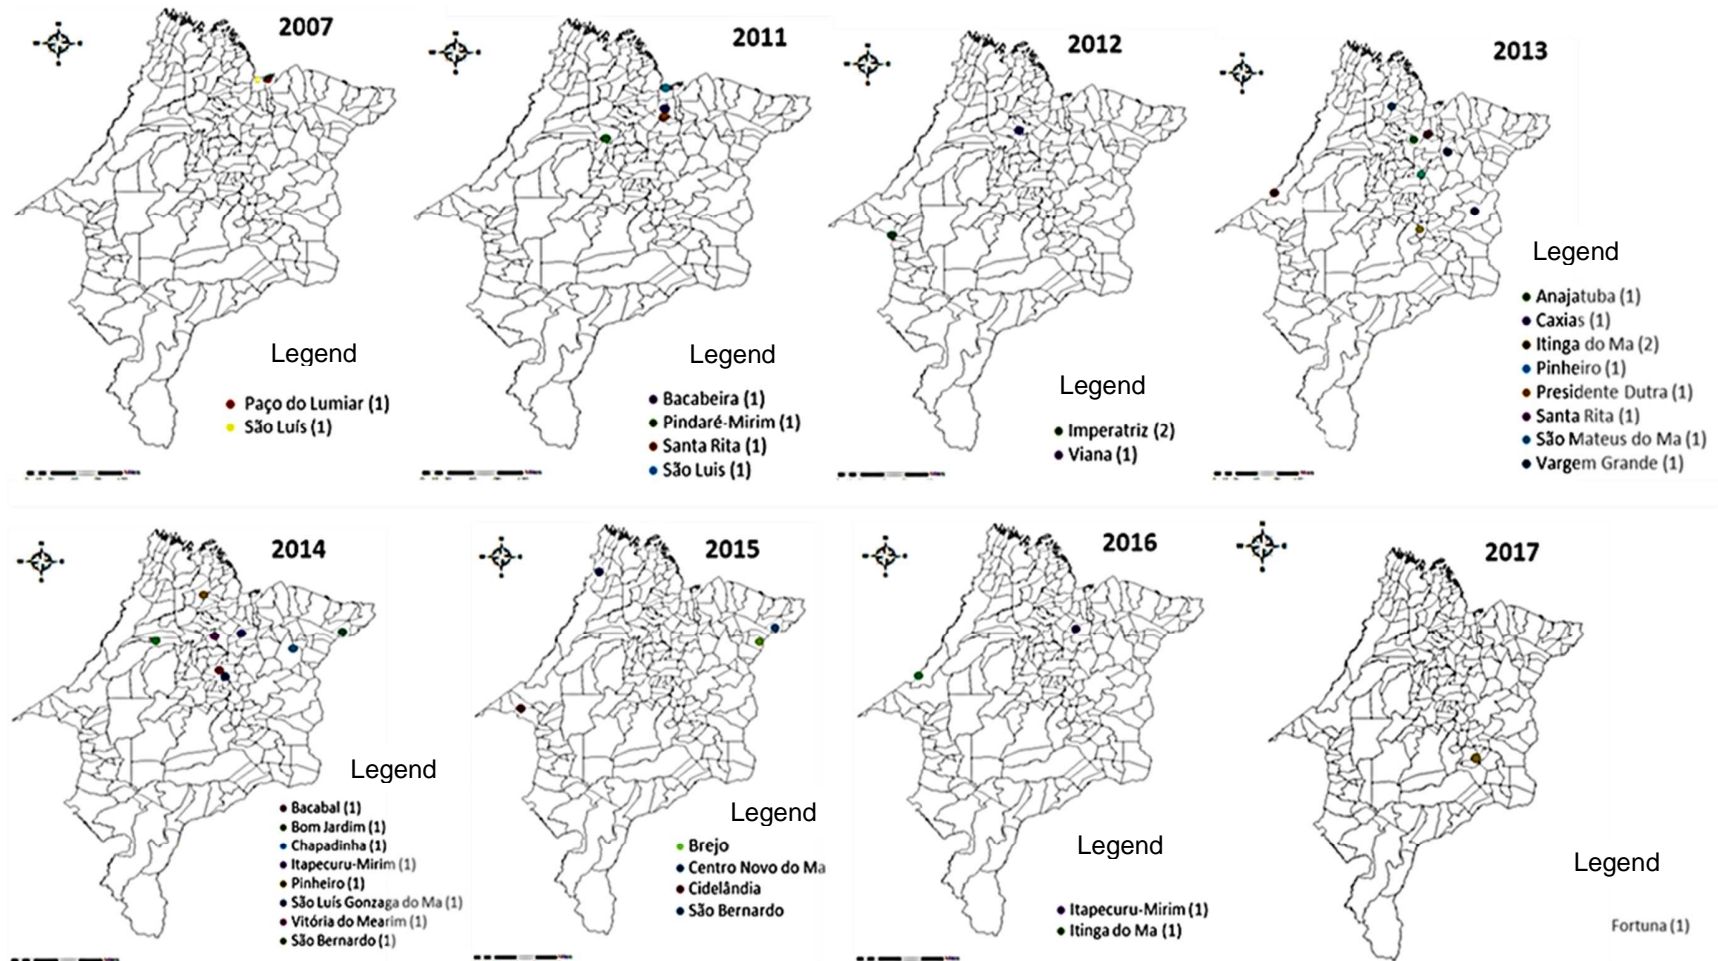 2007
Legend
Paço do Lumiar (1)
São Luís (1)
2011
Legend
Bacabeira (1)
Pindaré-Mirim (1)
Santa Rita (1)
São Luis (1)
2012
Legend
Imperatriz (2)
Viana (1)
2013
Legend
Anajatuba (1)
Caxias (1)
Itinga do Ma (2)
Pinheiro (1)
Presidente Dutra (1)
Santa Rita (1)
São Mateus do Ma (1)
Vargem Grande (1)
2014
Legend
Bacabal (1)
Bom Jardim (1)
Chapadinha (1)
Itapecuru-Mirim (1)
Pinheiro (1)
São Luís Gonzaga do Ma (1)
Vitória do Mearim (1)
São Bernardo (1)
2015
Legend
Brejo
Centro Novo do Ma
Cidelândia
São Bernardo
2016
Legend
Itapecuru-Mirim (1)
Itinga do Ma (1)
2017
Legend
Fortuna (1)